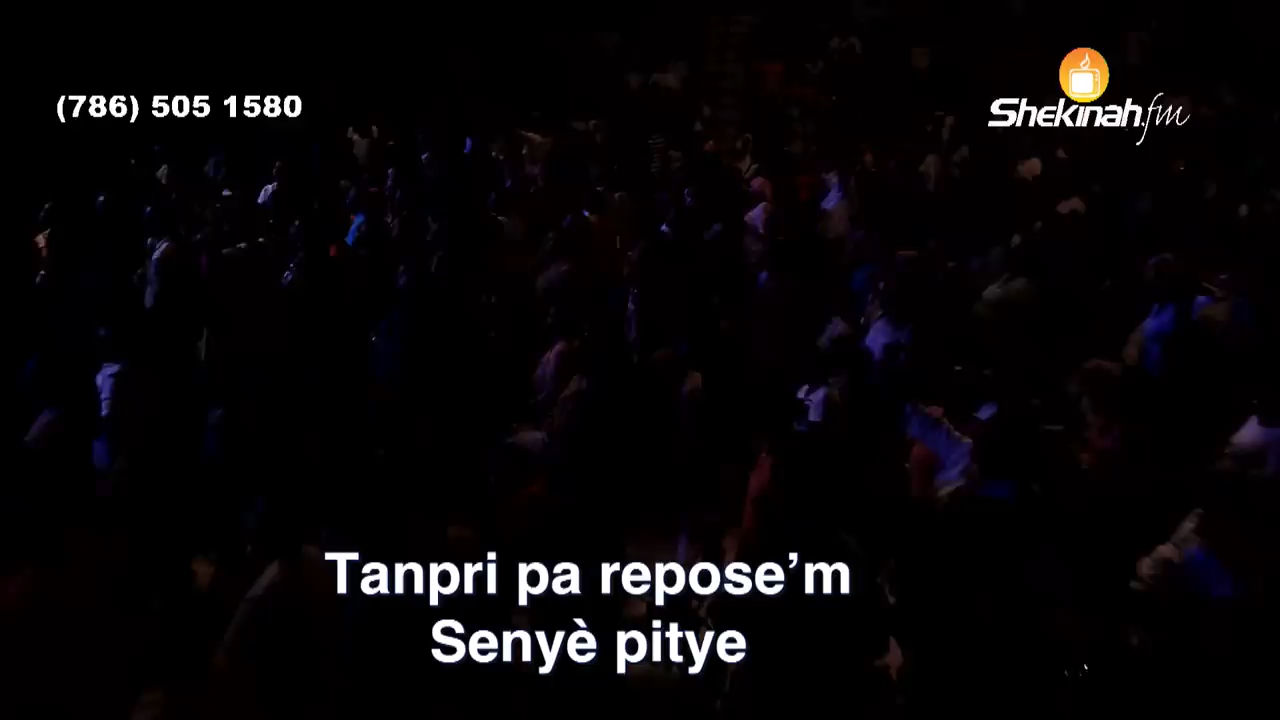 (786) 505 1580
Shekinah.fm
Tanpri pa repose’m
Senyè pitye